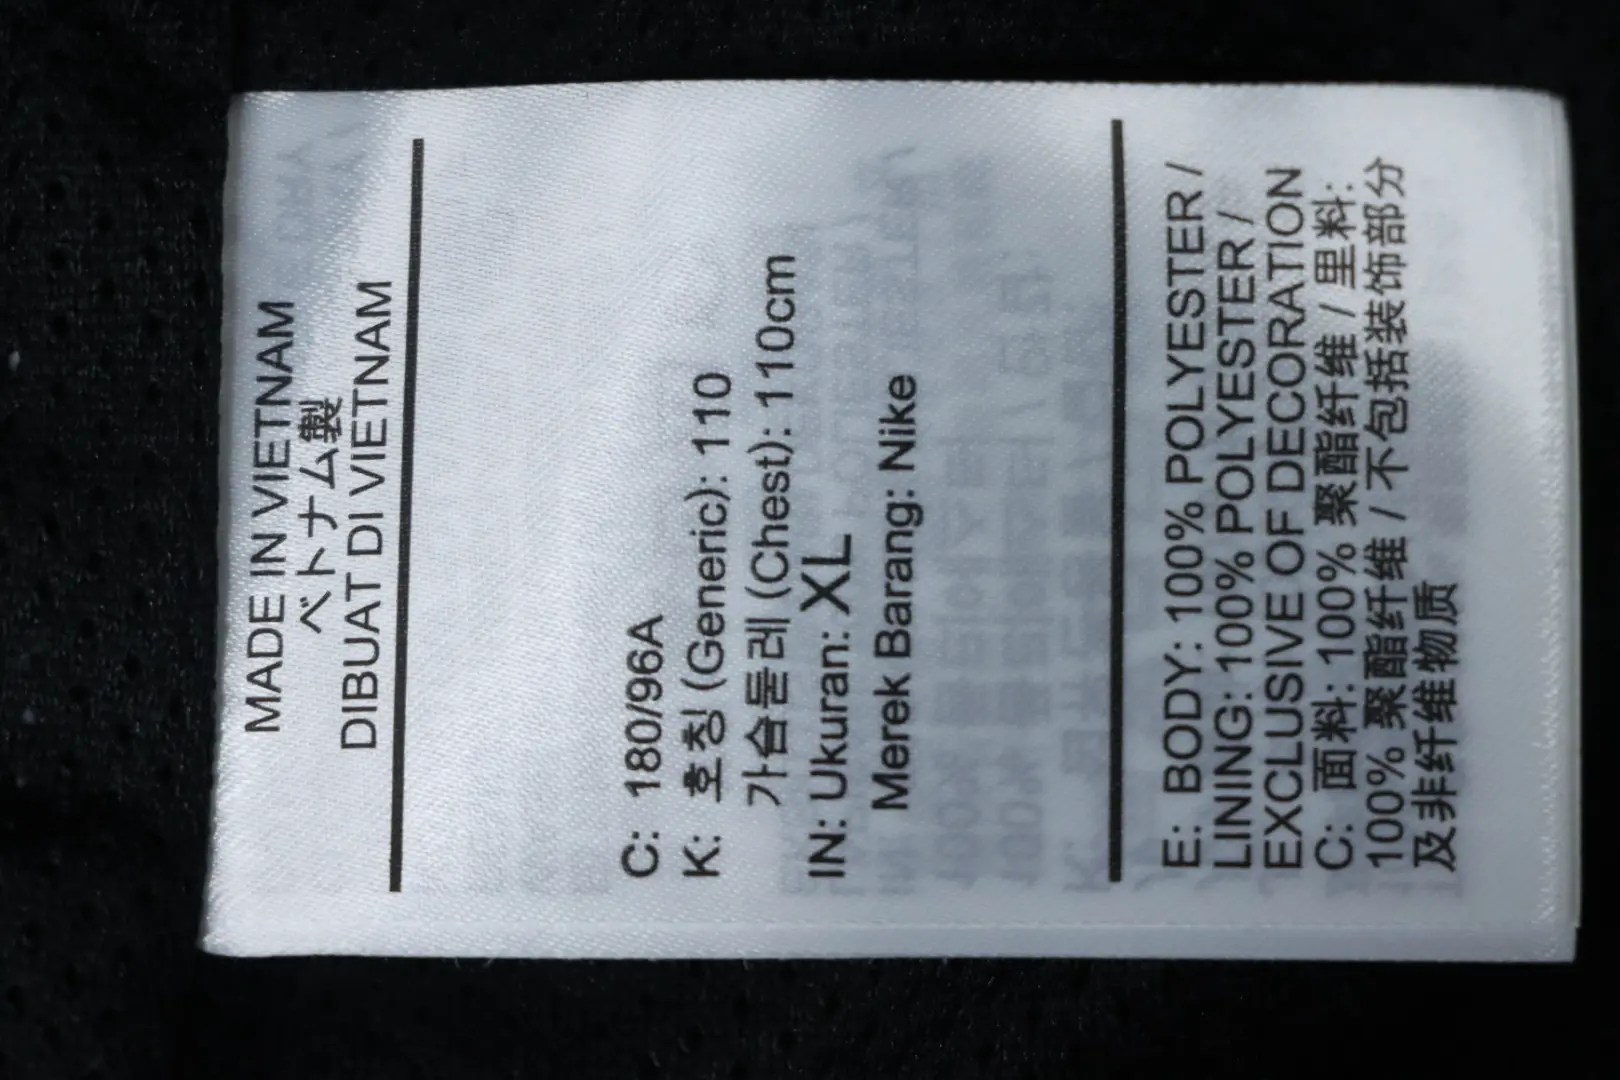 MADE IN VIETNAM
ベトナム製
DIBUAT DI VIETNAM
C: 180/96A
K: 호칭 (Generic): 110
가슴둘레 (Chest): 110cm
IN: Ukuran: XL
Merek Barang: Nike
E: BODY: 100% POLYESTER /
LINING: 100% POLYESTER /
EXCLUSIVE OF DECORATION
C: 面料: 100% 聚酯纤维 / 里料:
100% 聚酯纤维 / 不包括装饰部分
及非纤维物质